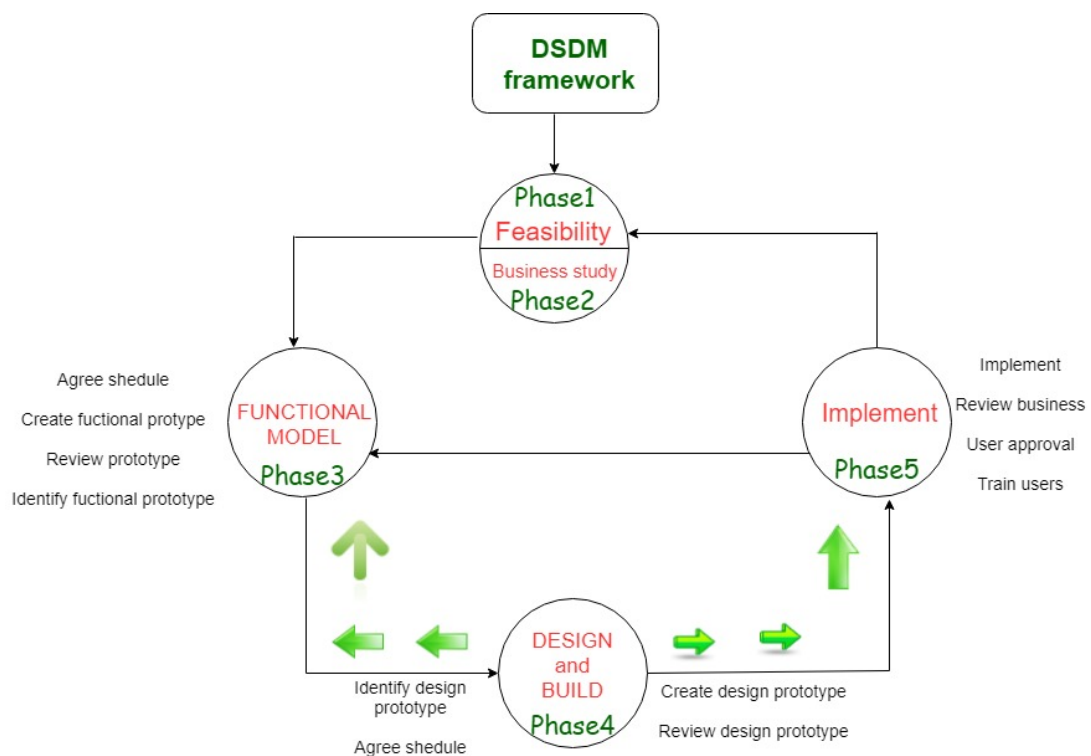 DSDM
framework
Phase1
Feasibility
Business study
Phase2
Agree shedule
Create fuctional protype
Review prototype
Identify fuctional prototype
FUNCTIONAL
MODEL
Phase3
Implement
Phase5
Implement
Review business
User approval
Train users
Identify design
prototype
Agree shedule
DESIGN
and
BUILD
Phase4
Create design prototype
Review design prototype